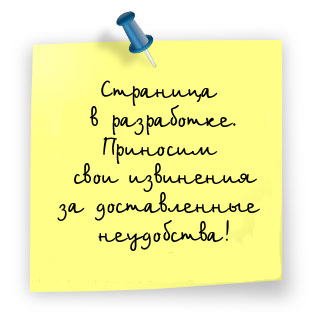 Страница
в разработке.
Приносим
свои извинения
за доставленные
неудобства!